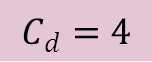 C_d = 4